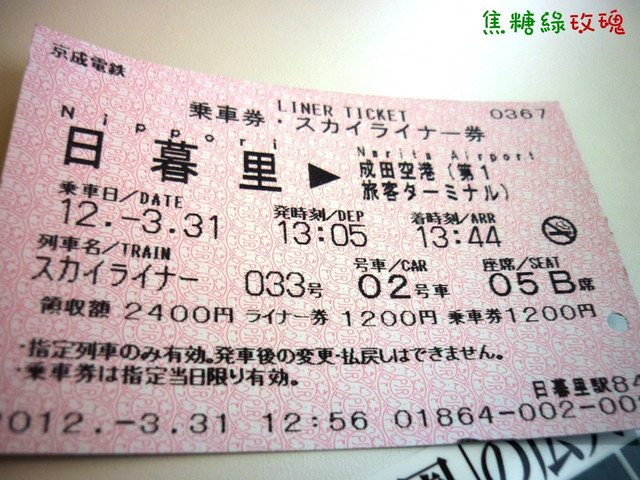 焦糖綠玫瑰
京成電鉄
LINER TICKET
0367
乗車券・スカイライナー券
Nippori
Narita Airport
日暮里 ▶ 成田空港(第1
旅客ターミナル)
乗車日/DATE 発時刻/DEP 着時刻/ARR
12.-3.31 13:05 13:44
列車名/TRAIN 号車/CAR 座席/SEAT
スカイライナー 033号 02号車 05B席
領収額 2400円 ライナー券 1200円 乗車券1200円
・指定列車のみ有効。発車後の変更・払戻しはできません。
・乗車券は指定当日限り有効。
日暮里駅84
2012.-3.31 12:56 01864-002-00
の